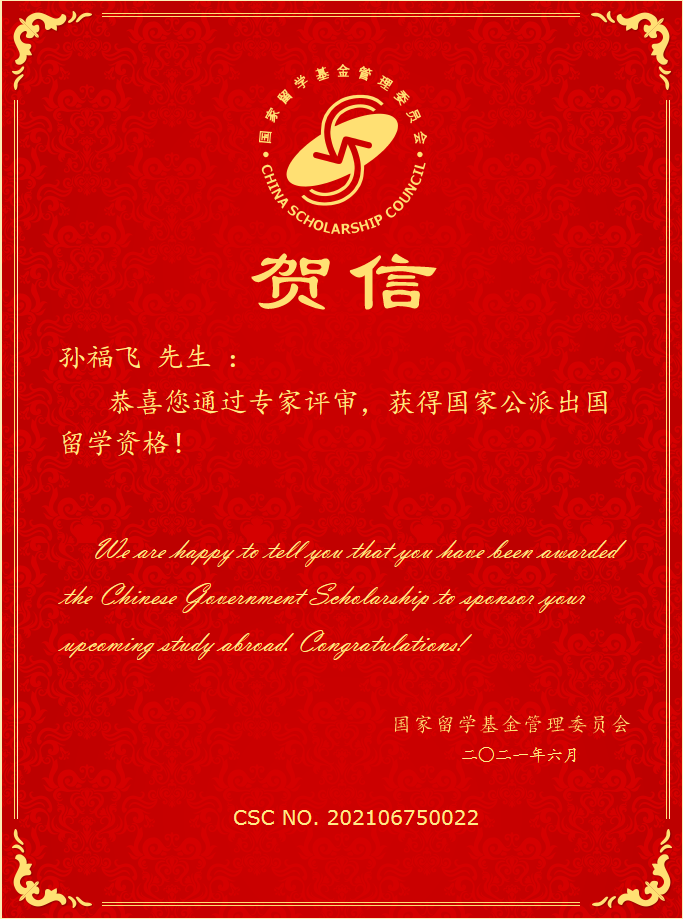 国家留学基金管理委员会
• CHINA SCHOLARSHIP COUNCIL •
贺信
孙福飞 先生 ：
恭喜您通过专家评审，获得国家公派出国
留学资格！
We are happy to tell you that you have been awarded
the Chinese Government Scholarship to sponsor your
upcoming study abroad. Congratulations!
国家留学基金管理委员会
二〇二一年六月
CSC NO. 202106750022